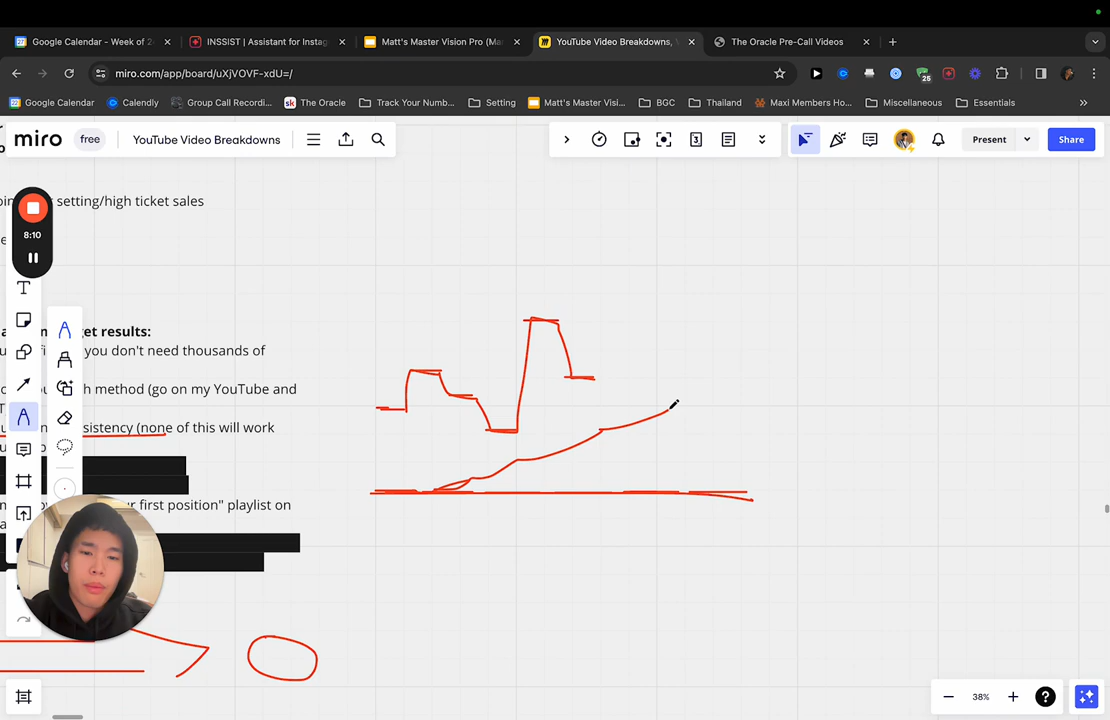 Google Calendar - Week of 2
INSSIST | Assistant for Instag
Matt's Master Vision Pro (Ma
YouTube Video Breakdowns, Y
The Oracle Pre-Call Videos
miro.com/app/board/uXjVOVF-xdU=/
25
Google Calendar
Calendly
Group Call Recordi...
sk The Oracle
Track Your Numb...
Setting
Matt's Master Visi...
BGC
Thailand
Maxi Members Ho...
Miscellaneous
Essentials
miro
free
YouTube Video Breakdowns
3
Present
Share
setting/high ticket sales
8:10
get results:
you don't need thousands of
method (go on my YouTube and
sistency (none of this will work
first position" playlist on
38%